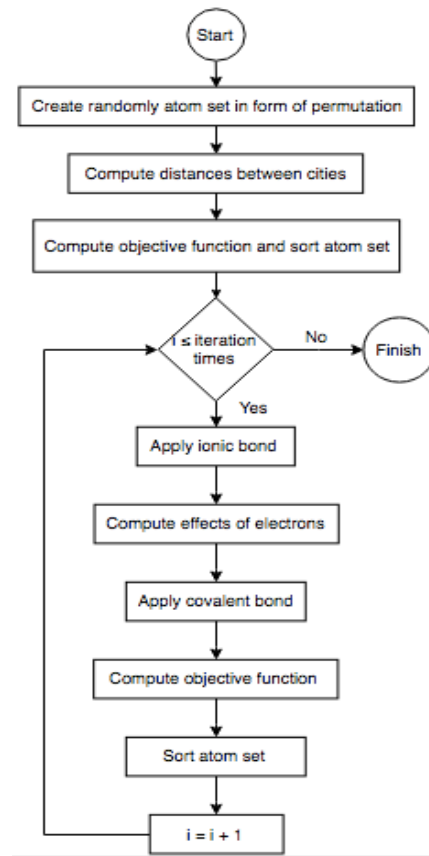 Start
Create randomly atom set in form of permutation
Compute distances between cities
Compute objective function and sort atom set
i ≤ iteration
times
No
Finish
Yes
Apply ionic bond
Compute effects of electrons
Apply covalent bond
Compute objective function
Sort atom set
i = i + 1